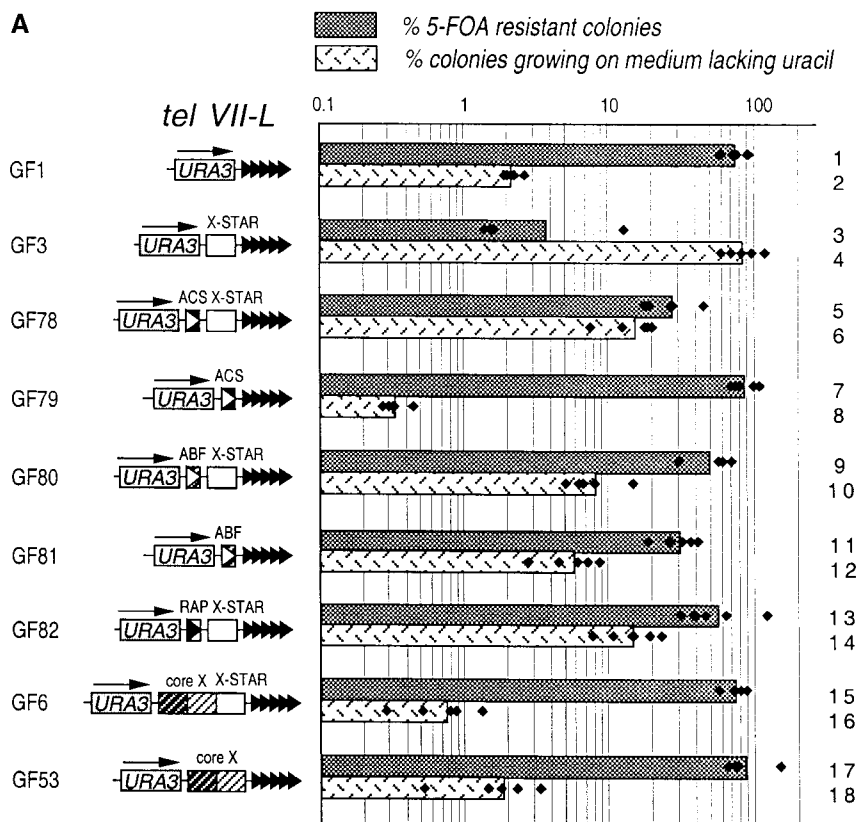 A
% 5-FOA resistant colonies
% colonies growing on medium lacking uracil
tel VII-L
0.1 1 10 100
GF1 URA3 1
2
X-STAR
GF3 URA3 3
4
ACS X-STAR
GF78 URA3 5
6
ACS
GF79 URA3 7
8
ABF X-STAR
GF80 URA3 9
10
ABF
GF81 URA3 11
12
RAP X-STAR
GF82 URA3 13
14
core X X-STAR
GF6 URA3 15
16
core X
GF53 URA3 17
18